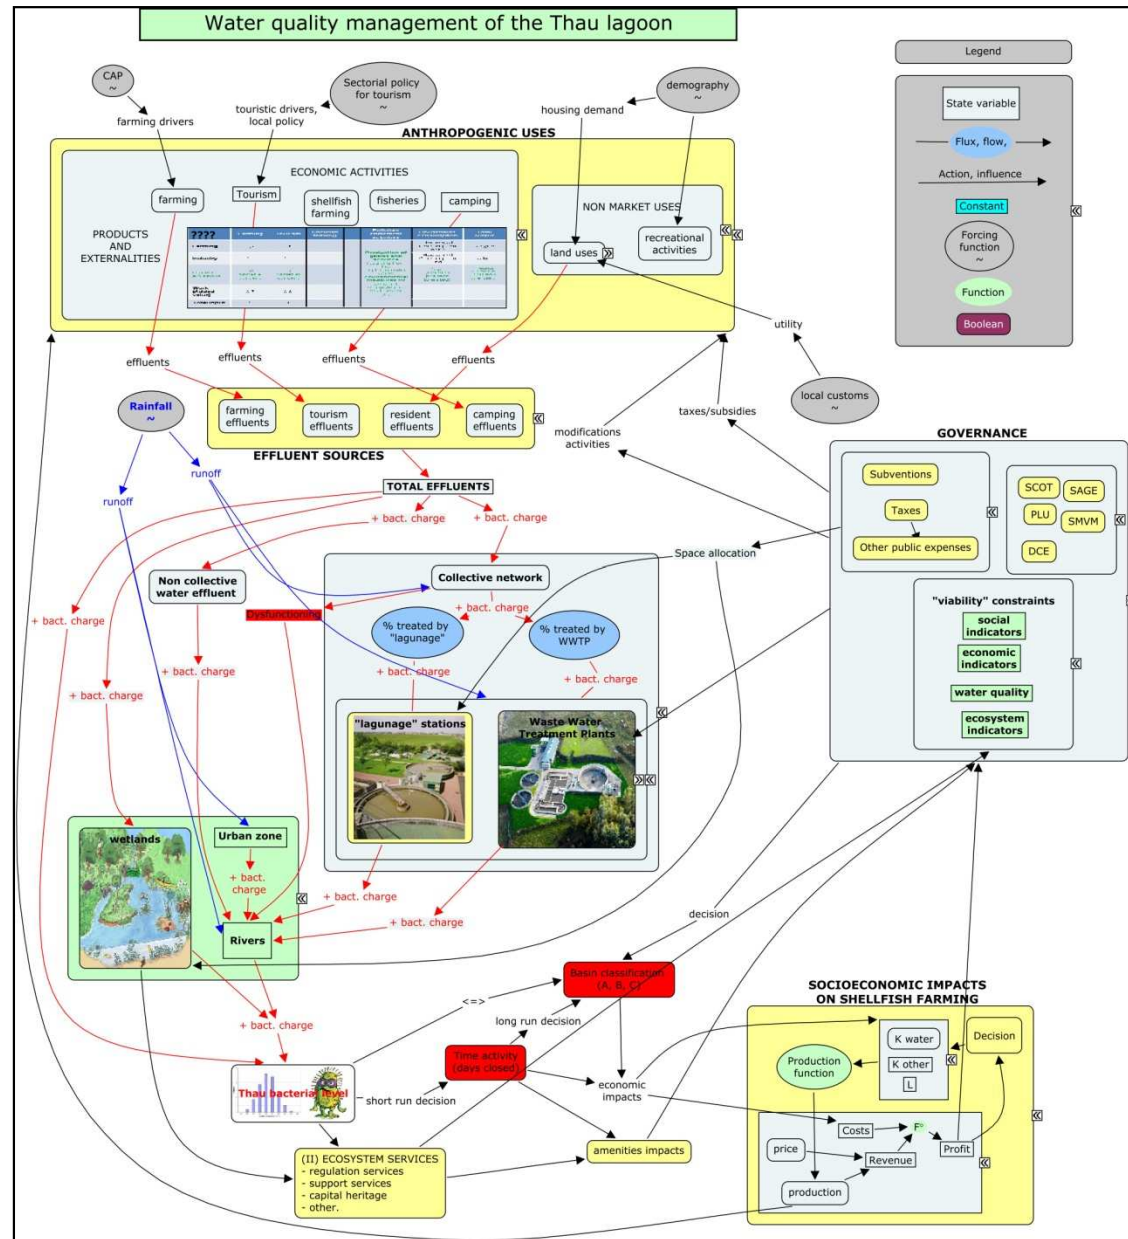 Water quality management of the Thau lagoon
Legend
State variable
Flux, flow,
Action, influence
Constant
Forcing
function
~
Function
Boolean
CAP
~
Sectorial policy
for tourism
~
demography
~
farming drivers
touristic drivers,
local policy
housing demand
ANTHROPOGENIC USES
ECONOMIC ACTIVITIES
farming
Tourism
shellfish
farming
fisheries
camping
PRODUCTS
AND
EXTERNALITIES
????
NON MARKET USES
land uses
recreational
activities
utility
local customs
~
effluents
effluents
effluents
effluents
Rainfall
~
farming
effluents
tourism
effluents
resident
effluents
camping
effluents
EFFLUENT SOURCES
taxes/subsidies
modifications
activities
GOVERNANCE
Subventions
Taxes
Other public expenses
SCOT
SAGE
PLU
SMVM
DCE
"viability" constraints
social
indicators
economic
indicators
water quality
ecosystem
indicators
runoff
runoff
TOTAL EFFLUENTS
+ bact. charge
+ bact. charge
Space allocation
Non collective
water effluent
Collective network
Dysfunctioning
+ bact. charge
+ bact. charge
% treated by
"lagunage"
% treated by
WWTP
+ bact. charge
+ bact. charge
+ bact. charge
+ bact. charge
"lagunage" stations
Waste Water
Treatment Plants
wetlands
Urban zone
+ bact.
charge
Rivers
+ bact. charge
+ bact. charge
decision
+ bact. charge
<=>
Basin classification
(A, B, C)
long run decision
Time activity
(days closed)
short run decision
economic
impacts
Thau bacterial level
(II) ECOSYSTEM SERVICES
- regulation services
- support services
- capital heritage
- other.
amenities impacts
SOCIOECONOMIC IMPACTS
ON SHELLFISH FARMING
K water
K other
L
Decision
Production
function
Costs
F°
price
Revenue
Profit
production